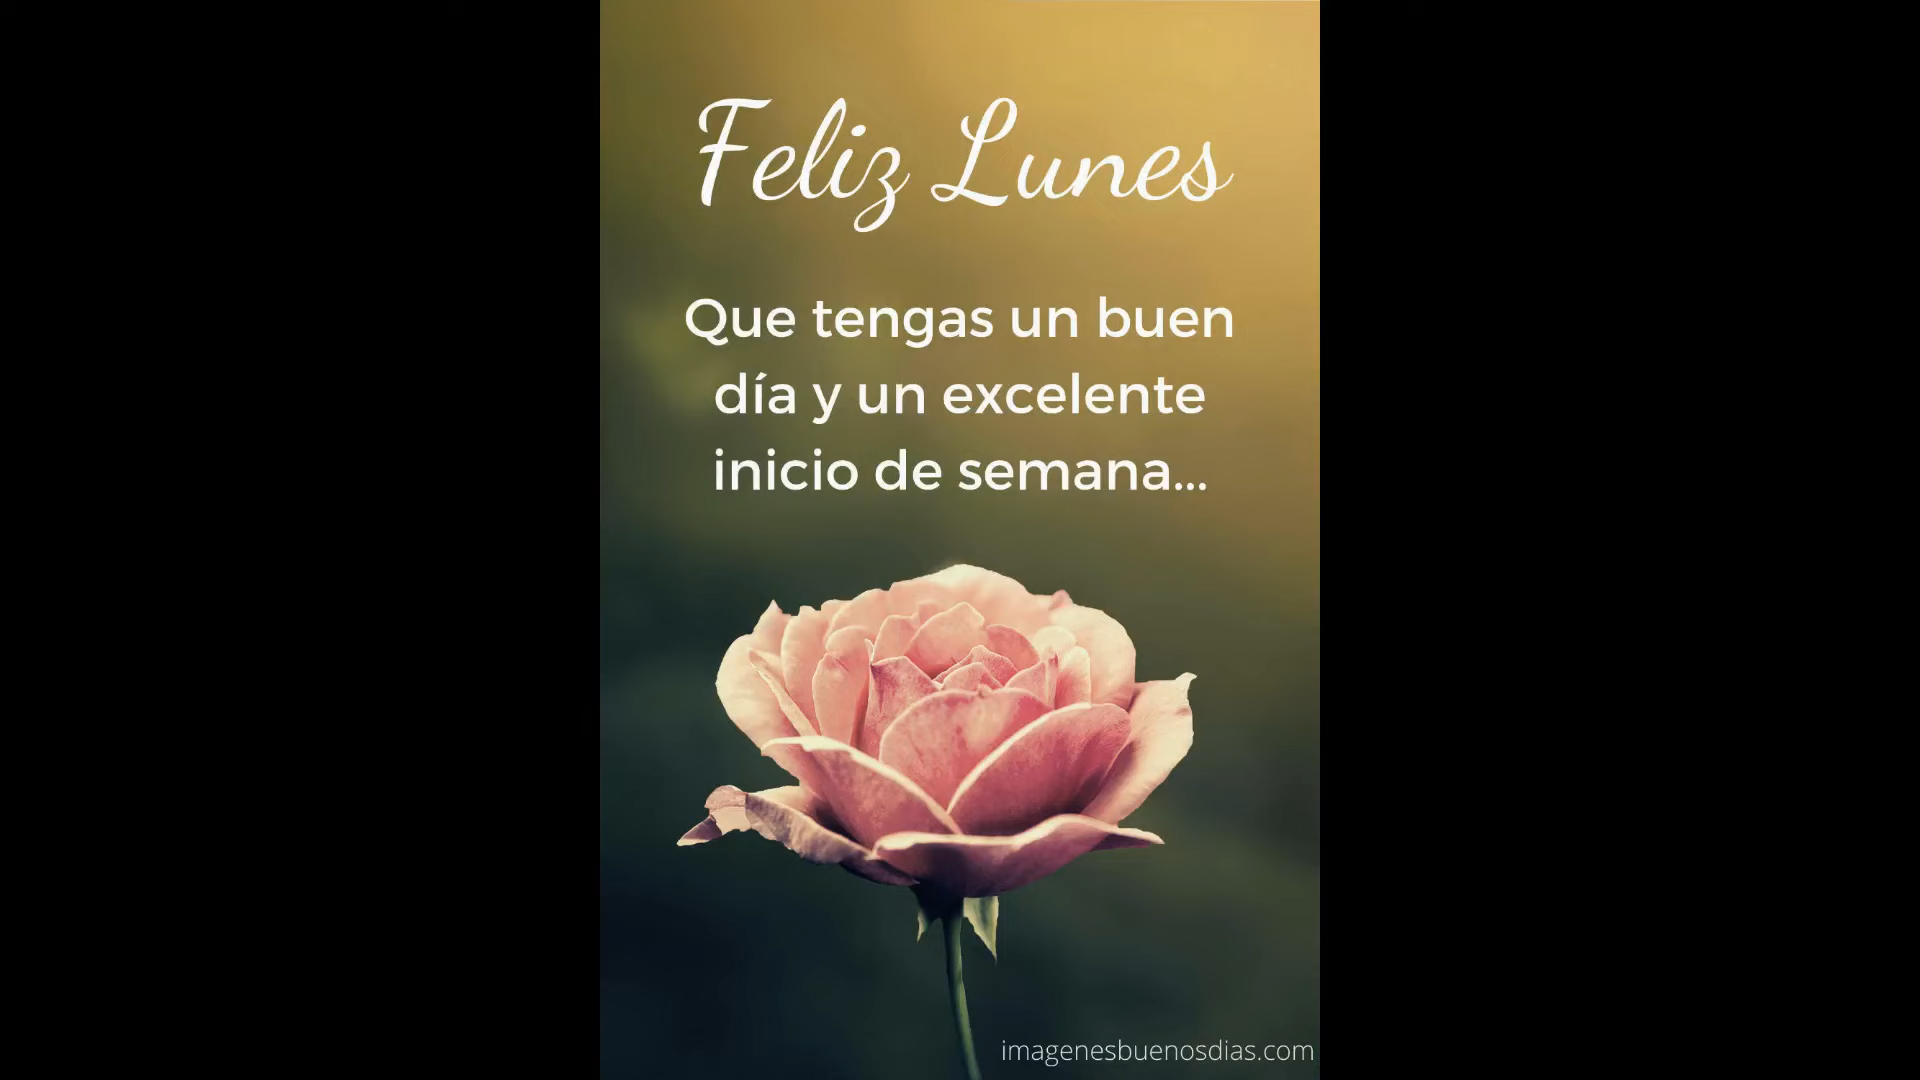 Feliz Lunes
Que tengas un buen
día y un excelente
inicio de semana...
imagenesbuenosdias.com